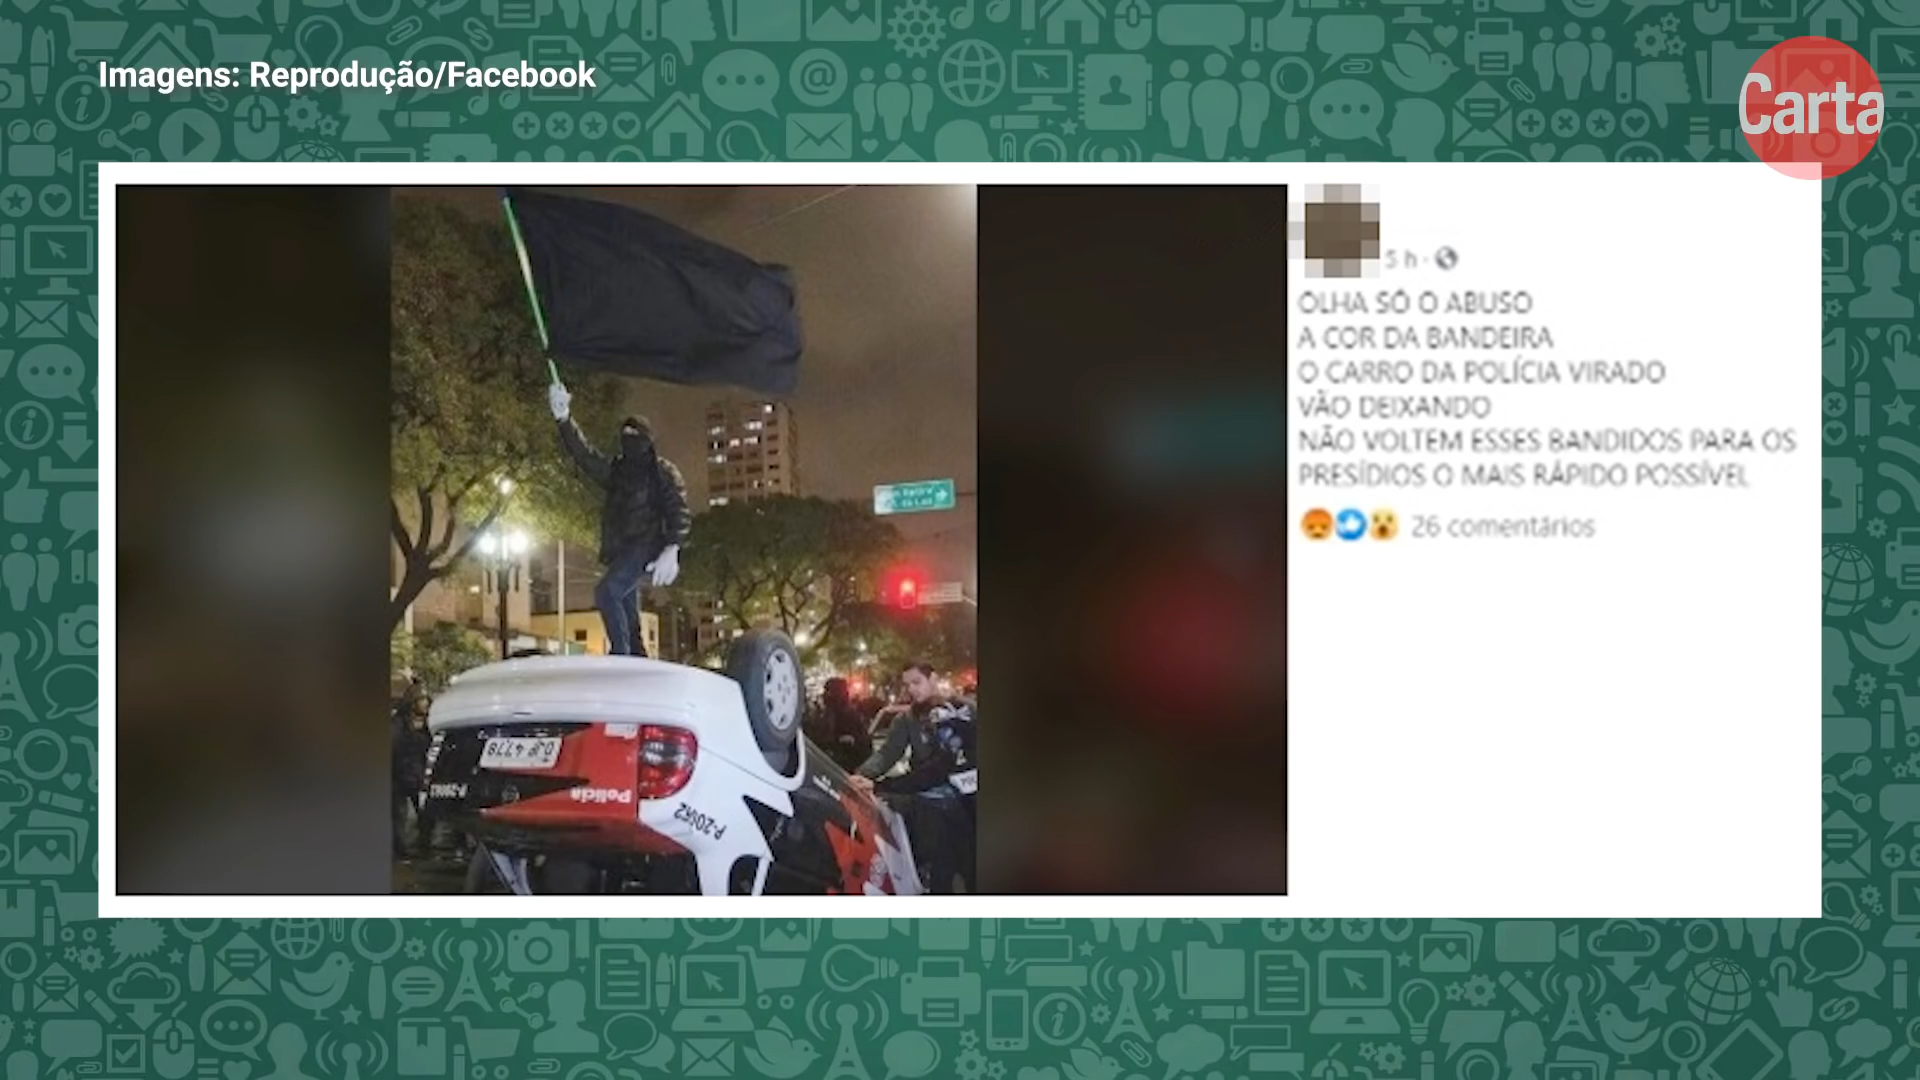 Imagens: Reprodução/Facebook
Carta
5 h
OLHA SÓ O ABUSO
A COR DA BANDEIRA
O CARRO DA POLÍCIA VIRADO
VÃO DEIXANDO
NÃO VOLTEM ESSES BANDIDOS PARA OS
PRESÍDIOS O MAIS RÁPIDO POSSÍVEL
26 comentários
Polícia